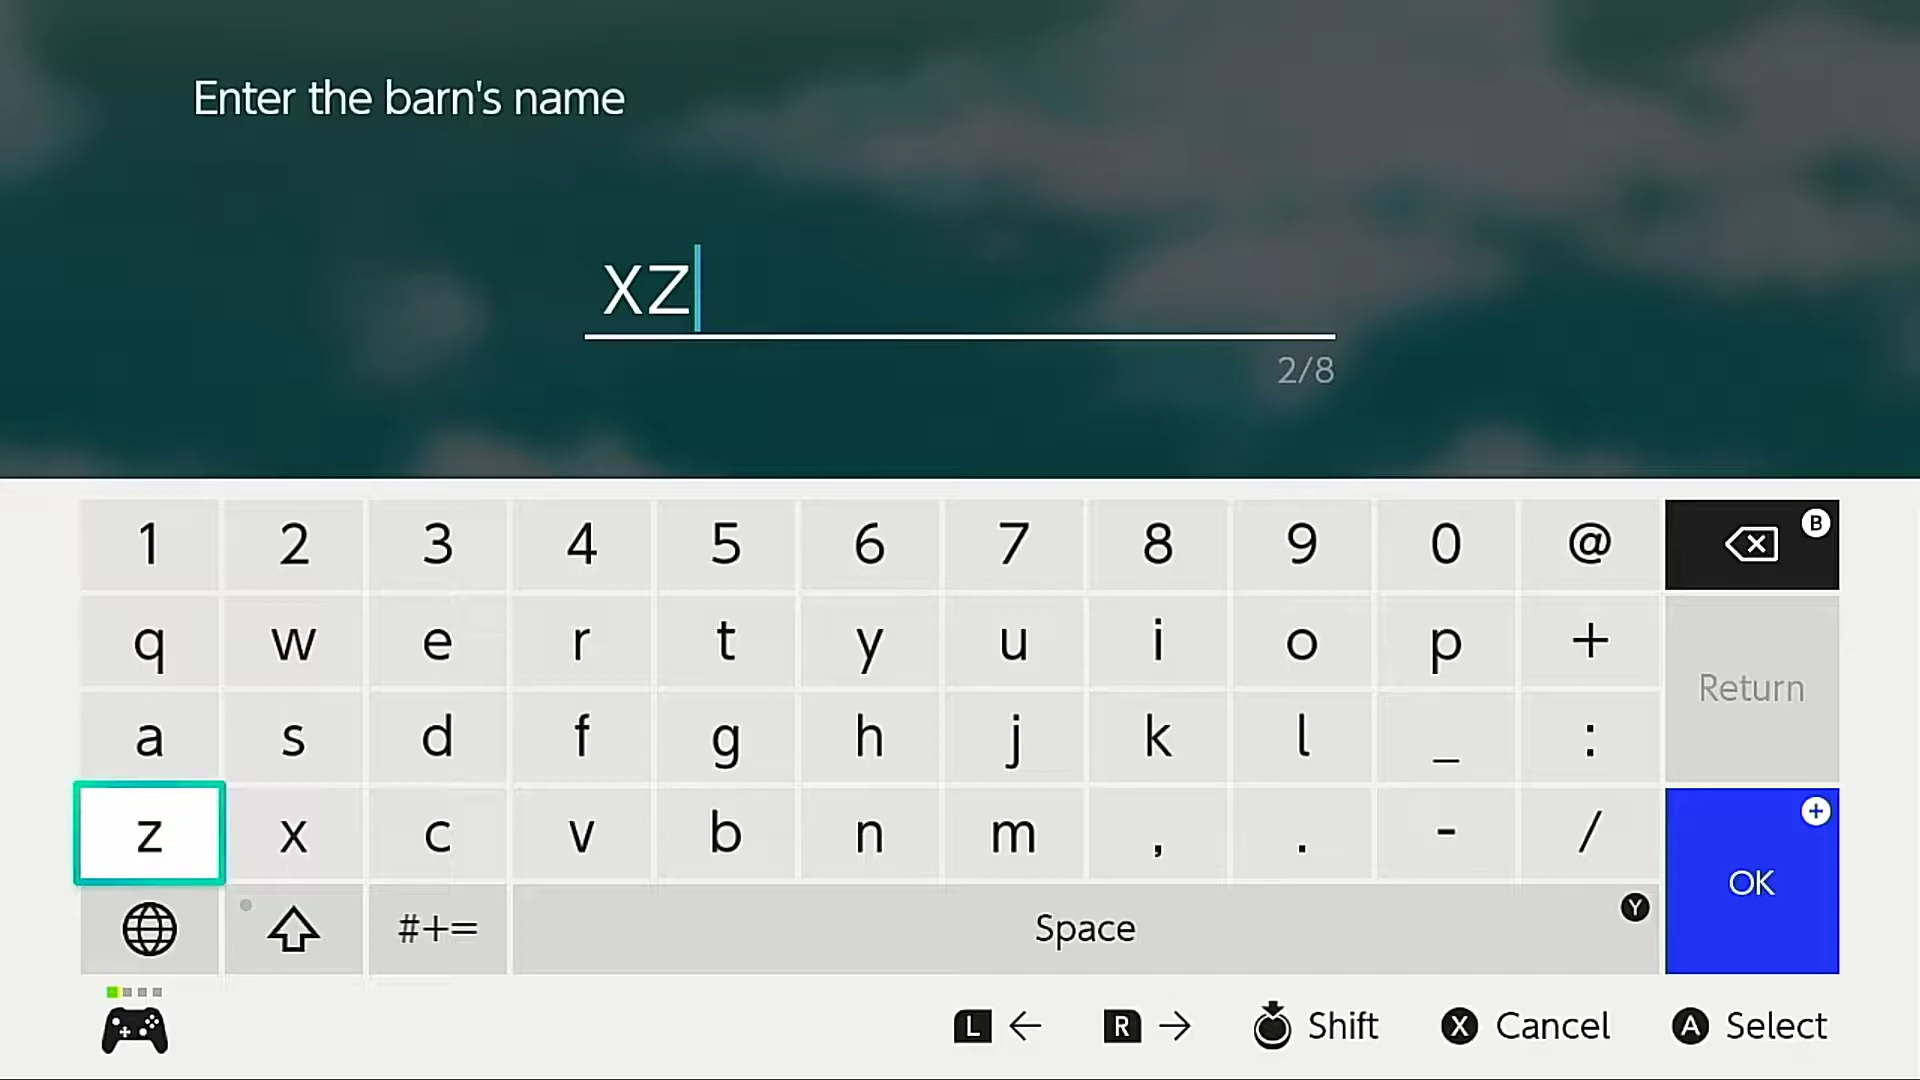 Enter the barn's name
XZ
2/8
1 2 3 4 5 6 7 8 9 0 @ B
q w e r t y u i o p +
Return
a s d f g h j k l _ :
z x c v b n m , . - / +
OK
#+= Space Y
L ← R → Shift X Cancel A Select